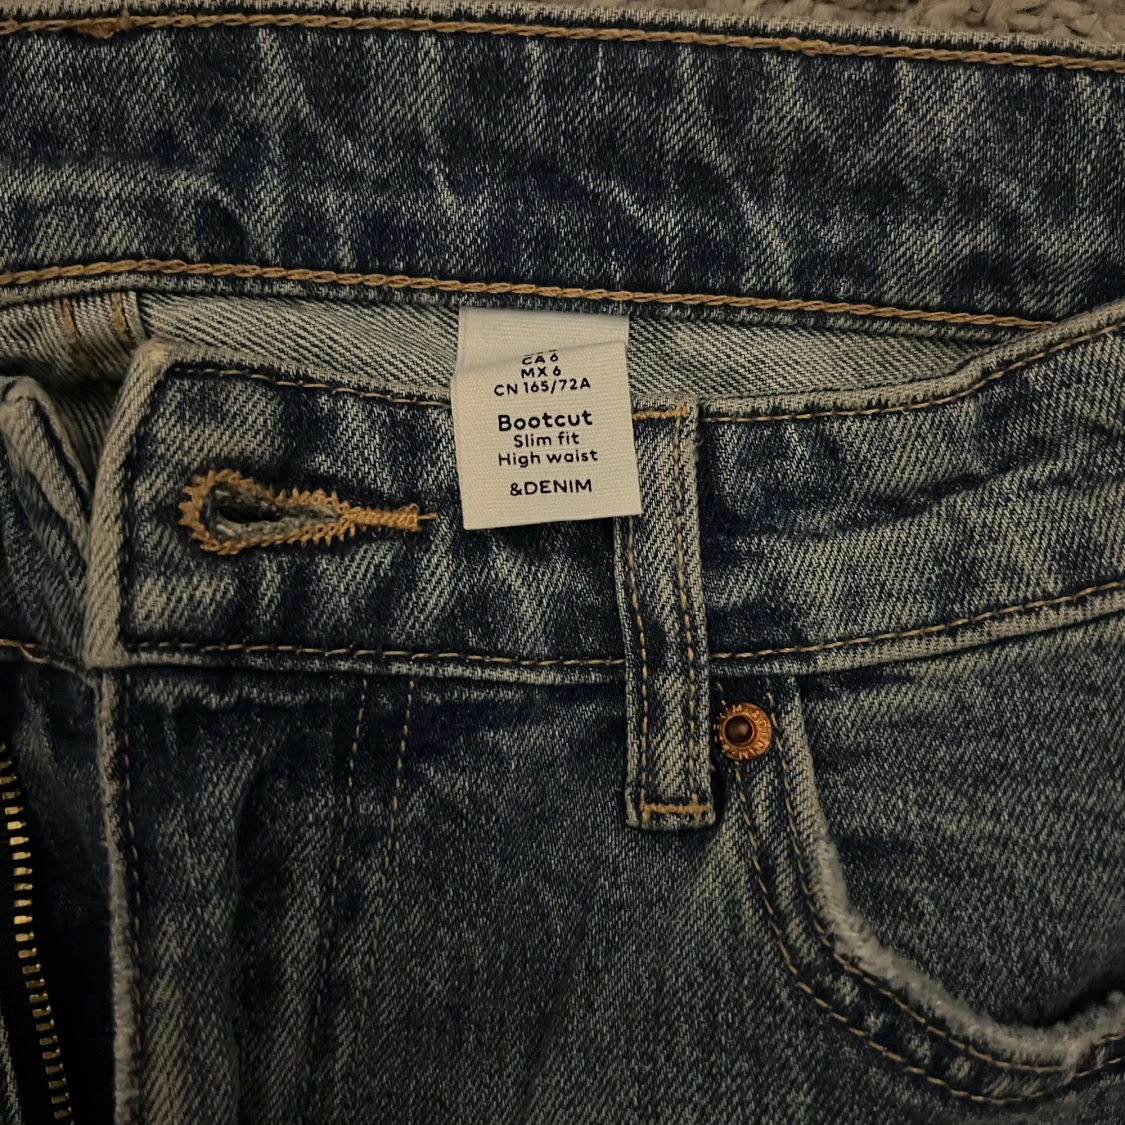 CA 6
MX 6
CN 165/72A
Bootcut
Slim fit
High waist
&DENIM